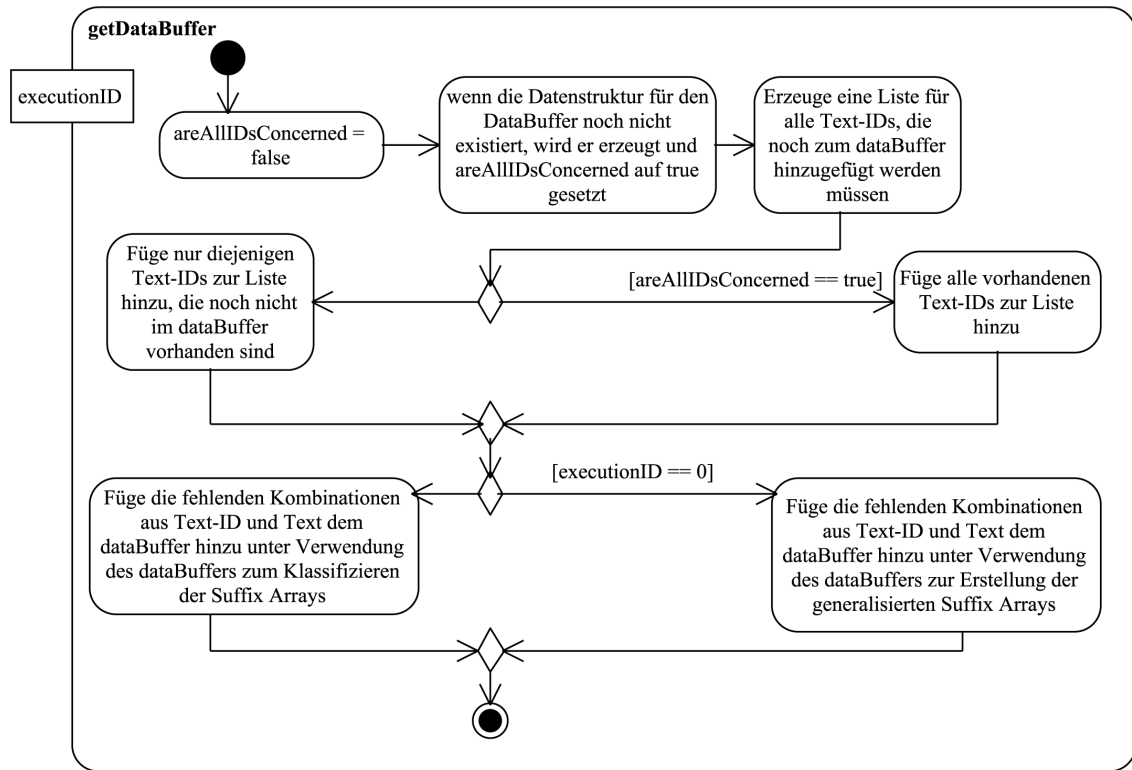 getDataBuffer
executionID
areAllIDsConcerned =
false
wenn die Datenstruktur für den
DataBuffer noch nicht
existiert, wird er erzeugt und
areAllIDsConcerned auf true
gesetzt
Erzeuge eine Liste für
alle Text-IDs, die
noch zum dataBuffer
hinzugefügt werden
müssen
Füge nur diejenigen
Text-IDs zur Liste
hinzu, die noch nicht
im dataBuffer
vorhanden sind
[areAllIDsConcerned == true]
Füge alle vorhandenen
Text-IDs zur Liste
hinzu
[executionID == 0]
Füge die fehlenden Kombinationen
aus Text-ID und Text dem
dataBuffer hinzu unter Verwendung
des dataBuffers zum Klassifizieren
der Suffix Arrays
Füge die fehlenden Kombinationen
aus Text-ID und Text dem
dataBuffer hinzu unter Verwendung
des dataBuffers zur Erstellung der
generalisierten Suffix Arrays